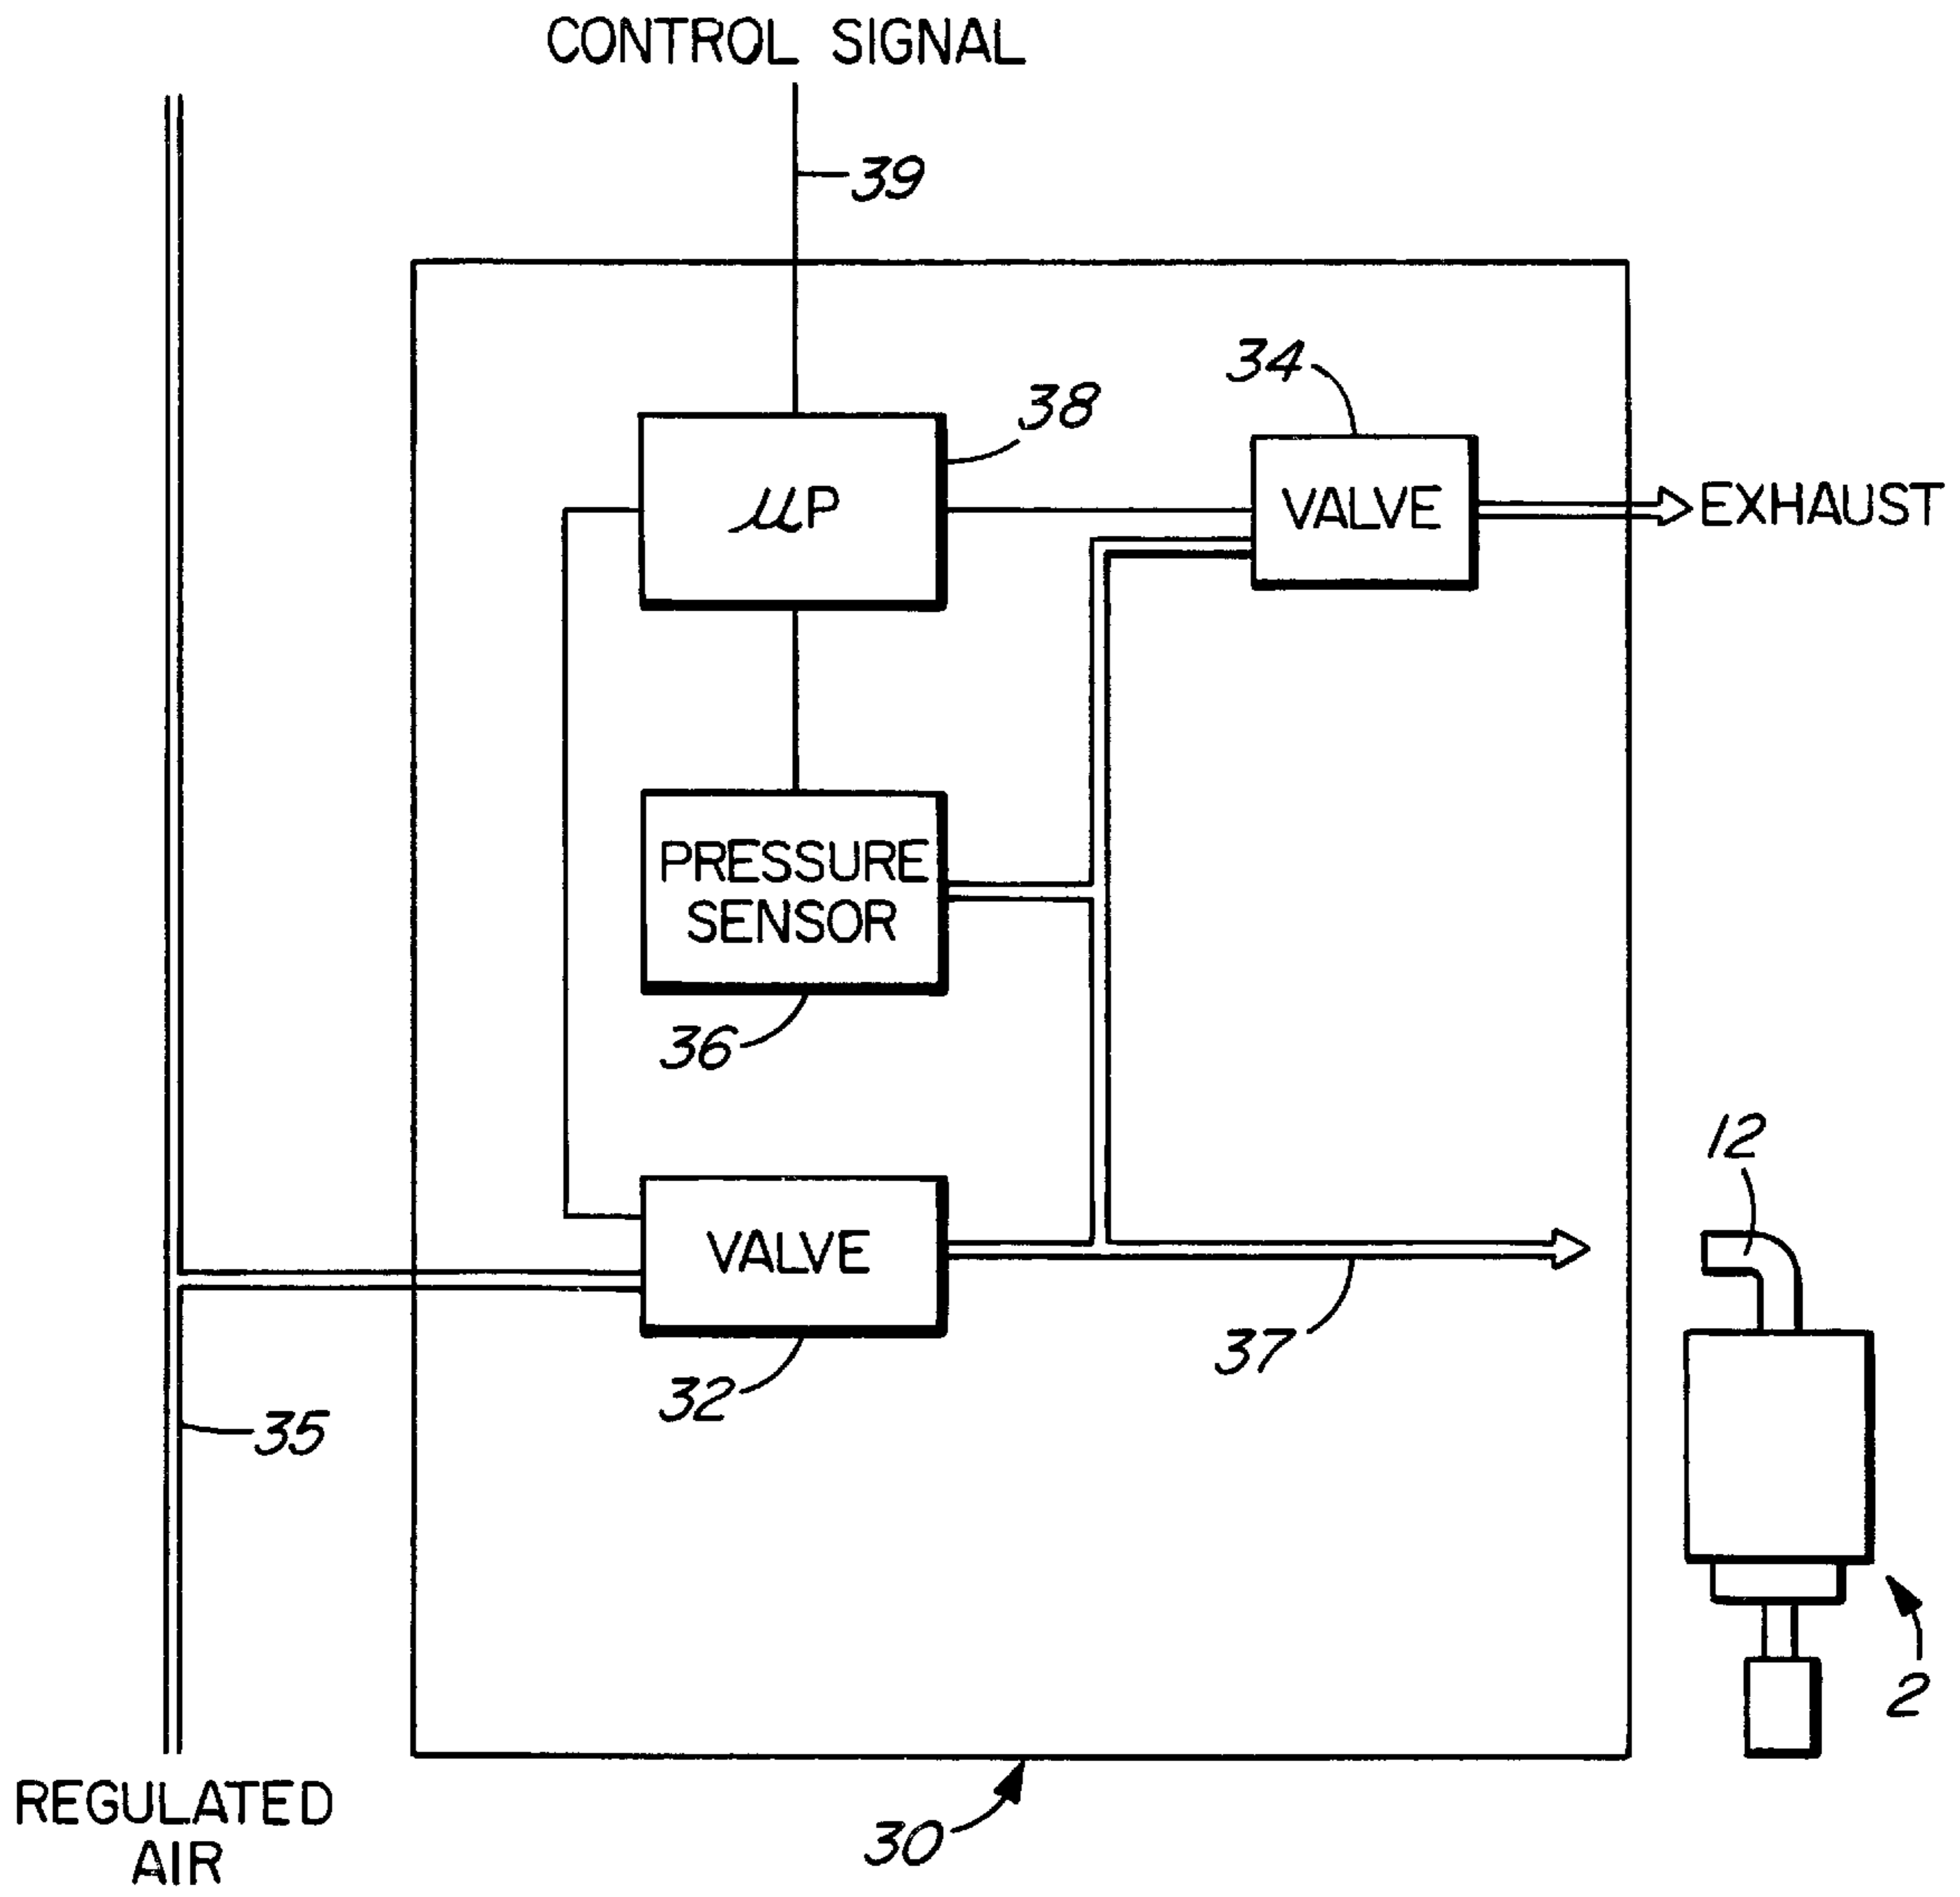 CONTROL SIGNAL
39
34
38
μP
VALVE
EXHAUST
PRESSURE
SENSOR
36
12
VALVE
37
32
35
2
REGULATED
AIR
30